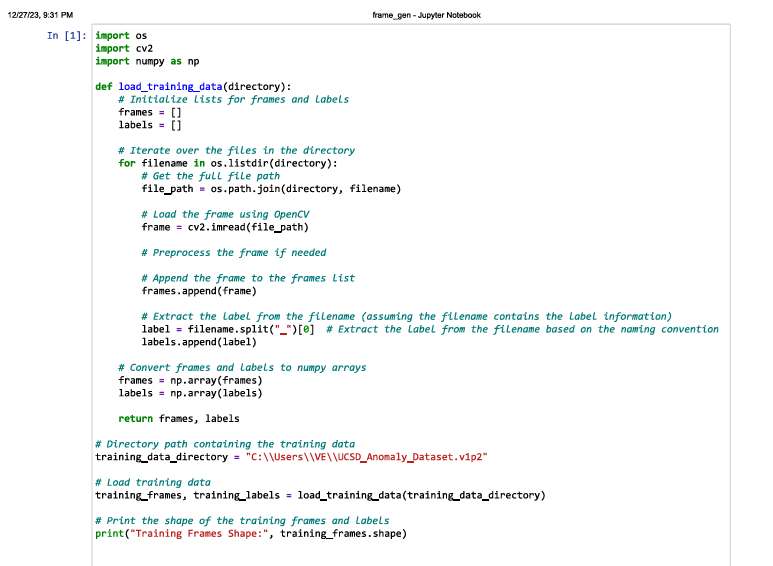 12/27/23, 9:31 PM frame_gen - Jupyter Notebook
In [1]: import os
import cv2
import numpy as np

def load_training_data(directory):
    # Initialize lists for frames and labels
    frames = []
    labels = []

    # Iterate over the files in the directory
    for filename in os.listdir(directory):
        # Get the full file path
        file_path = os.path.join(directory, filename)

        # Load the frame using OpenCV
        frame = cv2.imread(file_path)

        # Preprocess the frame if needed

        # Append the frame to the frames list
        frames.append(frame)

        # Extract the label from the filename (assuming the filename contains the label information)
        label = filename.split("_")[0]  # Extract the label from the filename based on the naming convention
        labels.append(label)

    # Convert frames and labels to numpy arrays
    frames = np.array(frames)
    labels = np.array(labels)

    return frames, labels

# Directory path containing the training data
training_data_directory = "C:\\Users\\VE\\UCSD_Anomaly_Dataset.v1p2"

# Load training data
training_frames, training_labels = load_training_data(training_data_directory)

# Print the shape of the training frames and labels
print("Training Frames Shape:", training_frames.shape)